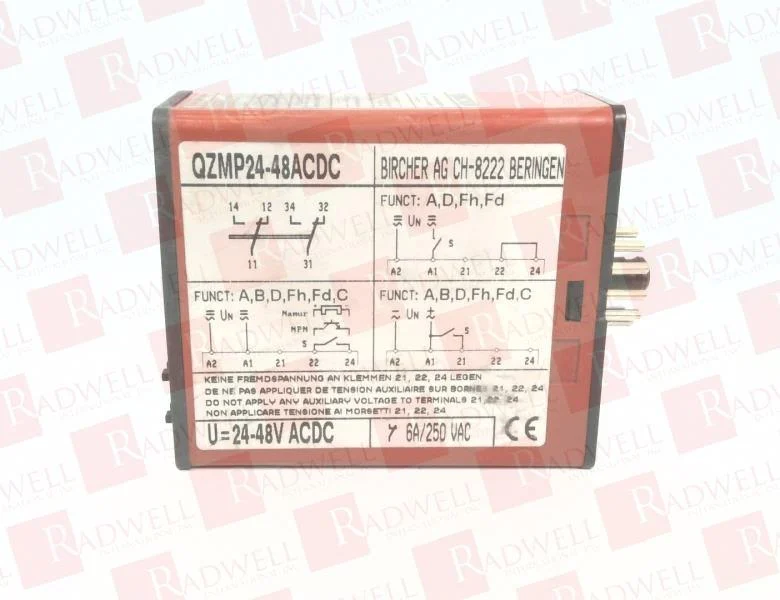 QZMP24-48ACDC
BIRCHER AG CH-8222 BERINGEN
14 12 34 32
11 31
FUNCT: A,D,Fh,Fd
UN
S
A2 A1 21 22 24
FUNCT: A,B,D,Fh,Fd,C
UN
Namur
NPN
S
A2 A1 21 22 24
FUNCT: A,B,D,Fh,Fd,C
UN
S
A2 A1 21 22 24
KEINE FREMDSPANNUNG AN KLEMMEN 21, 22, 24 LEGEN
DE NE PAS APPLIQUER DE TENSION AUXILIAIRE SUR BORNES 21, 22, 24
DO NOT APPLY ANY AUXILIARY VOLTAGE TO TERMINALS 21, 22, 24
NON APPLICARE TENSIONE AI MORSETTI 21, 22, 24
U=24-48V ACDC
6A/250 VAC
CE
RADWELL
INTERNATIONAL, INC.